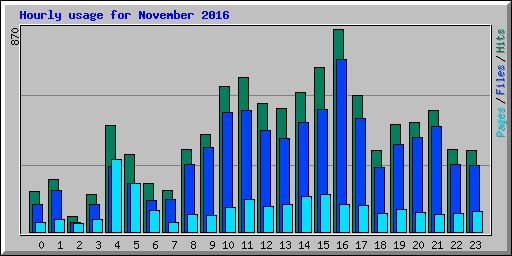 Hourly usage for November 2016
870
Pages/Files/Hits
0 1 2 3 4 5 6 7 8 9 10 11 12 13 14 15 16 17 18 19 20 21 22 23